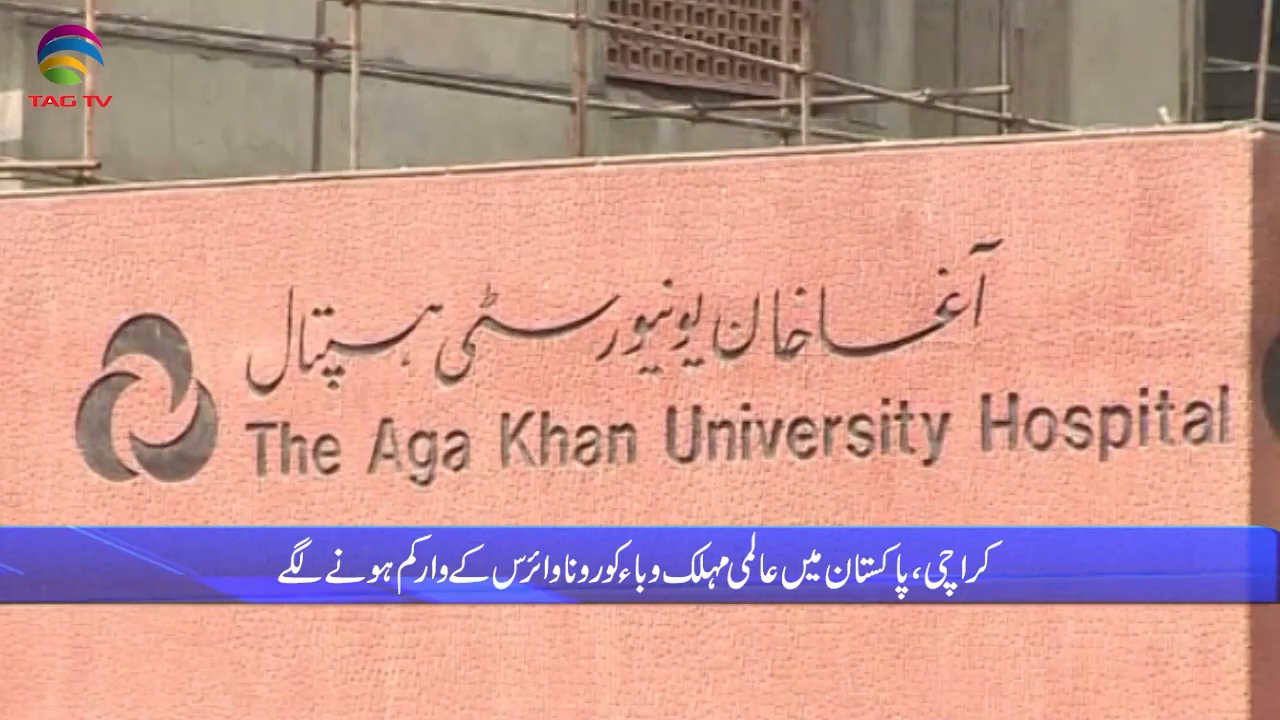 TAG TV
آغا خان یونیورسٹی ہسپتال
The Aga Khan University Hospital
کراچی، پاکستان میں عالمی مہلک وباء کورونا وائرس کے وار کم ہونے لگے